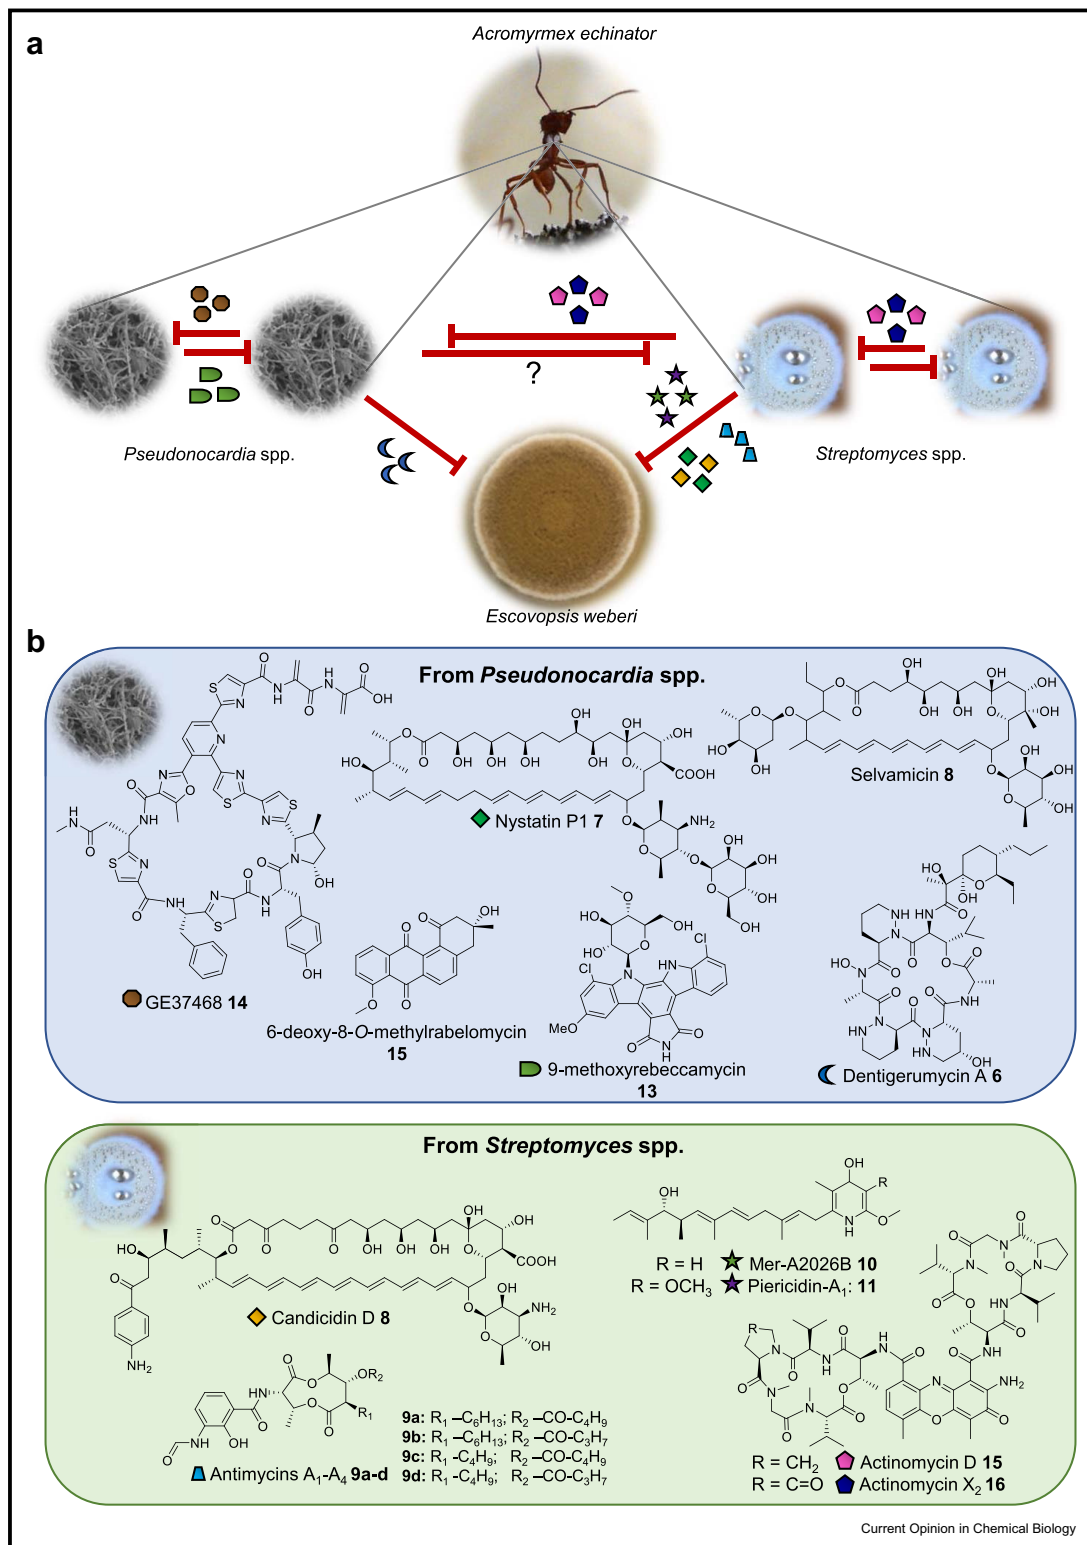 a
Acromyrmex echinator
?
Pseudonocardia spp.
Streptomyces spp.
Escovopsis weberi
b
From Pseudonocardia spp.
Selvamicin 8
Nystatin P1 7
GE37468 14
6-deoxy-8-O-methylrabelomycin
15
9-methoxyrebeccamycin
13
Dentigerumycin A 6
From Streptomyces spp.
R = H Mer-A2026B 10
R = OCH3 Piericidin-A1: 11
Candicidin D 8
9a: R1 –C6H13; R2 –CO-C4H9
9b: R1 –C6H13; R2 –CO-C3H7
9c: R1 -C4H9; R2 –CO-C4H9
9d: R1 -C4H9; R2 –CO-C3H7
Antimycins A1-A4 9a-d
R = CH2 Actinomycin D 15
R = C=O Actinomycin X2 16
Current Opinion in Chemical Biology